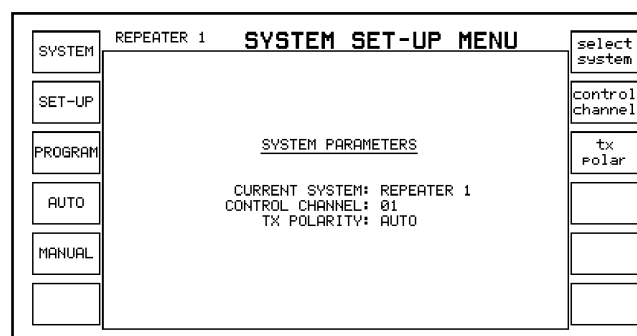 REPEATER 1
SYSTEM SET-UP MENU
SYSTEM
SET-UP
PROGRAM
AUTO
MANUAL
SYSTEM PARAMETERS
CURRENT SYSTEM: REPEATER 1
CONTROL CHANNEL: 01
TX POLARITY: AUTO
select
system
control
channel
tx
polar